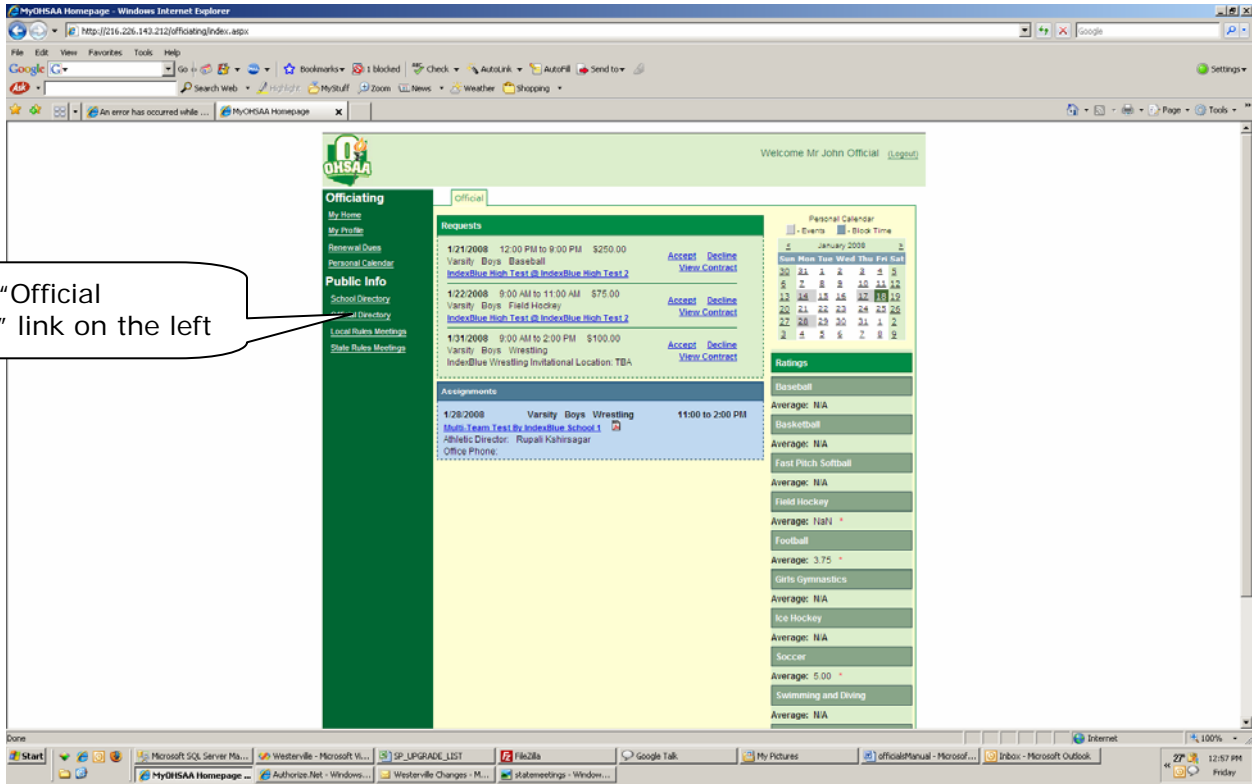 MyOHSAA Homepage - Windows Internet Explorer
http://216.226.143.212/officiating/index.aspx
Google
File Edit View Favorites Tools Help
Google G Go Bookmarks 1 blocked Check AutoLink AutoFill Send to Settings
Ask Search Web Highlight MyStuff Zoom News Weather Shopping
An error has occurred while ... MyOHSAA Homepage X Page Tools
OHSAA
Welcome Mr John Official (Logout)
Officiating
My Home
My Profile
Renewal Dues
Personal Calendar
Public Info
School Directory
Directory
Local Rules Meetings
State Rules Meetings
"Official
" link on the left
Official
Requests
1/21/2008 12:00 PM to 9:00 PM $250.00
Varsity Boys Baseball
IndexBlue High Test @ IndexBlue High Test 2
Accept Decline
View Contract
1/22/2008 9:00 AM to 11:00 AM $75.00
Varsity Boys Field Hockey
IndexBlue High Test @ IndexBlue High Test 2
Accept Decline
View Contract
1/31/2008 9:00 AM to 2:00 PM $100.00
Varsity Boys Wrestling
IndexBlue Wrestling Invitational Location: TBA
Accept Decline
View Contract
Assignments
1/28/2008 Varsity Boys Wrestling 11:00 to 2:00 PM
Multi-Team Test By IndexBlue School 1
Athletic Director: Rupali Kahirsagar
Office Phone:
Personal Calendar
- Events - Block Time
< January 2008 >
Sun Mon Tue Wed Thu Fri Sat
30 31 1 2 3 4 5
6 7 8 9 10 11 12
13 14 15 16 17 18 19
20 21 22 23 24 25 26
27 28 29 30 31 1 2
3 4 5 6 7 8 9
Ratings
Baseball
Average: N/A
Basketball
Average: N/A
Fast Pitch Softball
Average: N/A
Field Hockey
Average: NaN *
Football
Average: 3.75 *
Girls Gymnastics
Average: N/A
Ice Hockey
Average: N/A
Soccer
Average: 5.00 *
Swimming and Diving
Average: N/A
Done Internet 100%
Start Microsoft SQL Server Ma... Westerville - Microsoft Vi... SP_UPGRADE_LIST FileZilla Google Talk My Pictures officialsManual - Microsof... Inbox - Microsoft Outlook 27° 12:57 PM
MyOHSAA Homepage ... Authorize.Net - Windows... Westerville Changes - M... statemeetings - Window... Friday